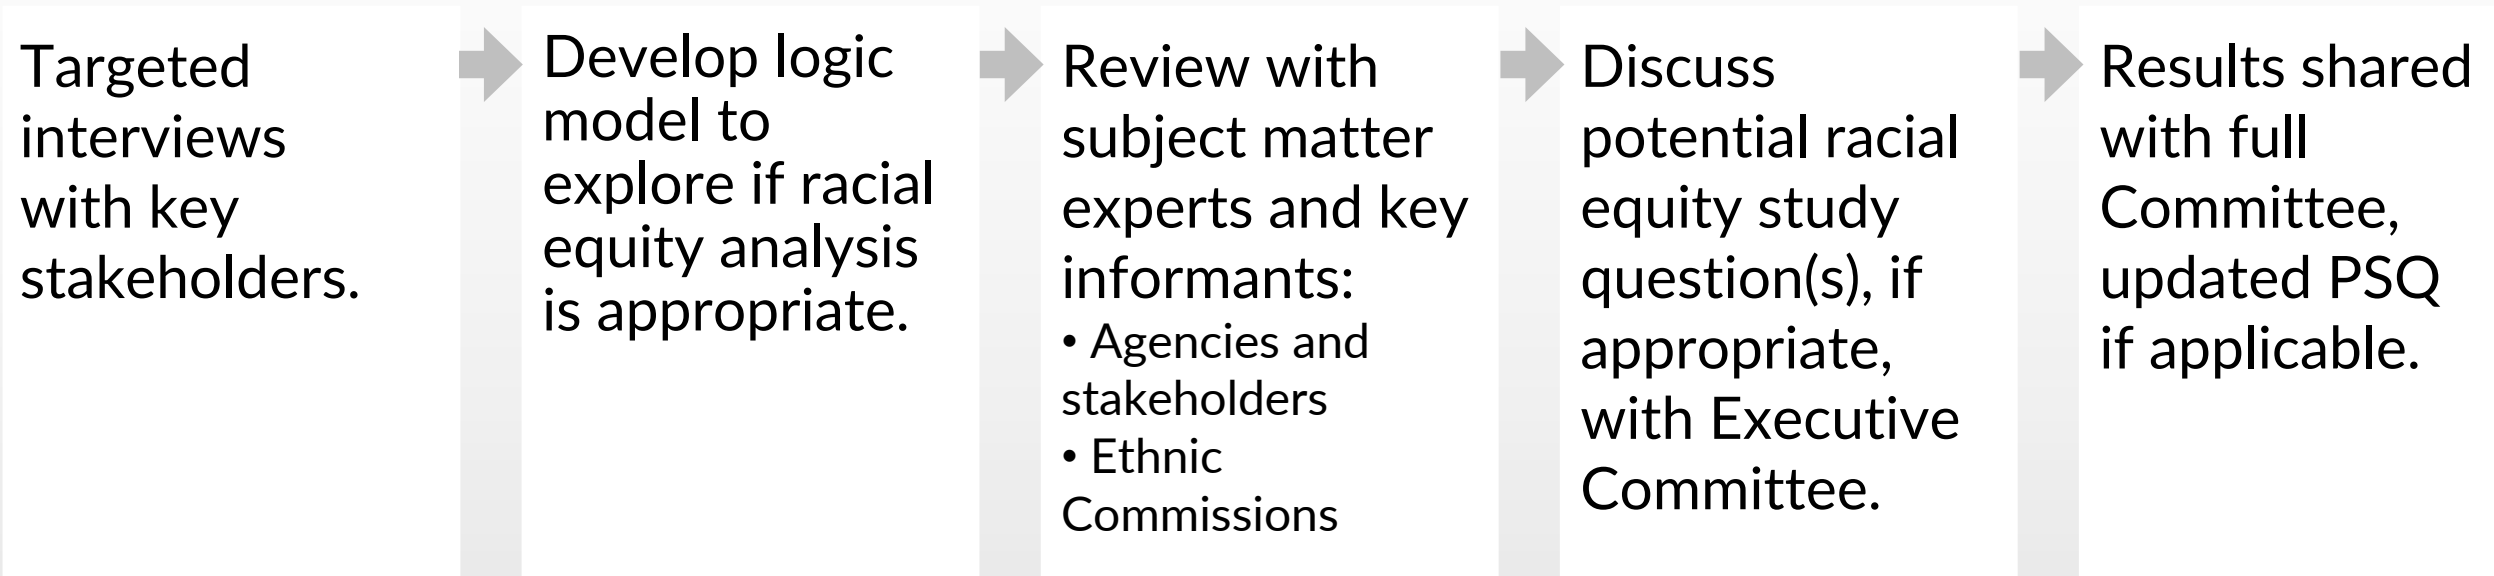 Targeted
interviews
with key
stakeholders.
Develop logic
model to
explore if racial
equity analysis
is appropriate.
Review with
subject matter
experts and key
informants:
• Agencies and
stakeholders
• Ethnic
Commissions
Discuss
potential racial
equity study
question(s), if
appropriate,
with Executive
Committee.
Results shared
with full
Committee,
updated PSQ
if applicable.